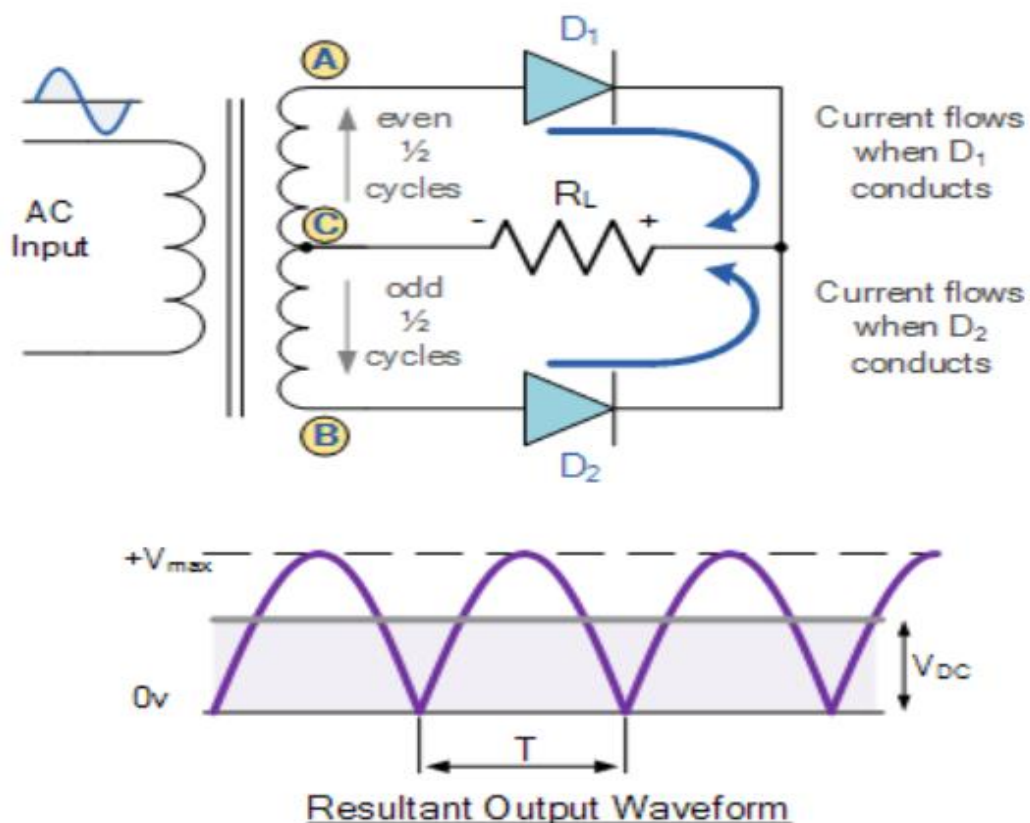 A
D₁
even
½
cycles
Current flows
when D₁
conducts
AC
Input
C
- R_L +
odd
½
cycles
Current flows
when D₂
conducts
B
D₂
+Vmax
VDC
0v
T
Resultant Output Waveform